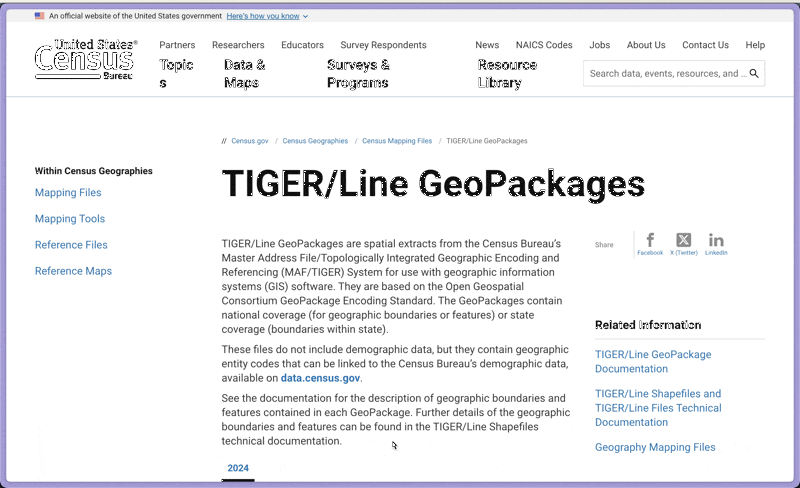 An official website of the United States government Here's how you know
United States®
Census
Bureau
Partners Researchers Educators Survey Respondents
News NAICS Codes Jobs About Us Contact Us Help
Topic
s
Data &
Maps
Surveys &
Programs
Resource
Library
Search data, events, resources, and ...
// Census.gov / Census Geographies / Census Mapping Files / TIGER/Line GeoPackages
Within Census Geographies
Mapping Files
Mapping Tools
Reference Files
Reference Maps
TIGER/Line GeoPackages
TIGER/Line GeoPackages are spatial extracts from the Census Bureau's
Master Address File/Topologically Integrated Geographic Encoding and
Referencing (MAF/TIGER) System for use with geographic information
systems (GIS) software. They are based on the Open Geospatial
Consortium GeoPackage Encoding Standard. The GeoPackages contain
national coverage (for geographic boundaries or features) or state
coverage (boundaries within state).
These files do not include demographic data, but they contain geographic
entity codes that can be linked to the Census Bureau's demographic data,
available on data.census.gov.
See the documentation for the description of geographic boundaries and
features contained in each GeoPackage. Further details of the geographic
boundaries and features can be found in the TIGER/Line Shapefiles
technical documentation.
2024
Share
Facebook X (Twitter) LinkedIn
Related Information
TIGER/Line GeoPackage
Documentation
TIGER/Line Shapefiles and
TIGER/Line Files Technical
Documentation
Geography Mapping Files